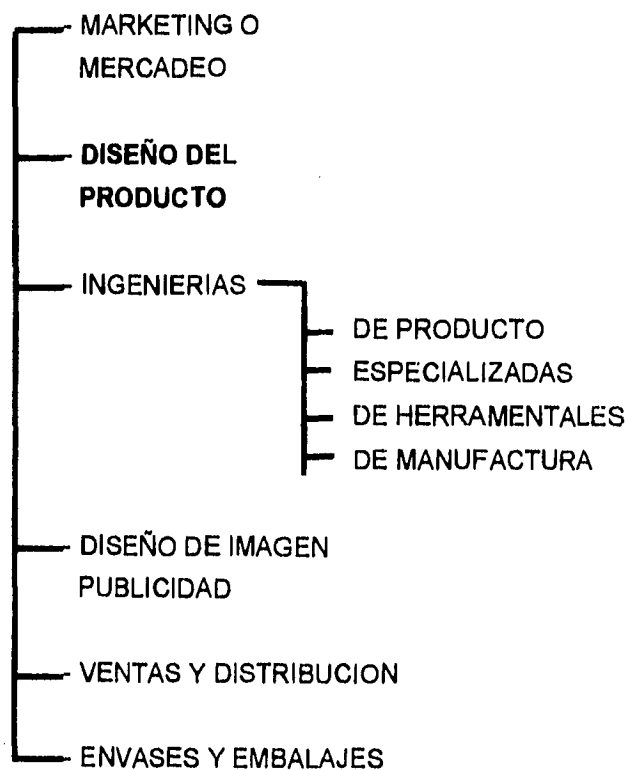 MARKETING O
MERCADEO
DISEÑO DEL
PRODUCTO
INGENIERIAS
DE PRODUCTO
ESPECIALIZADAS
DE HERRAMENTALES
DE MANUFACTURA
DISEÑO DE IMAGEN
PUBLICIDAD
VENTAS Y DISTRIBUCION
ENVASES Y EMBALAJES